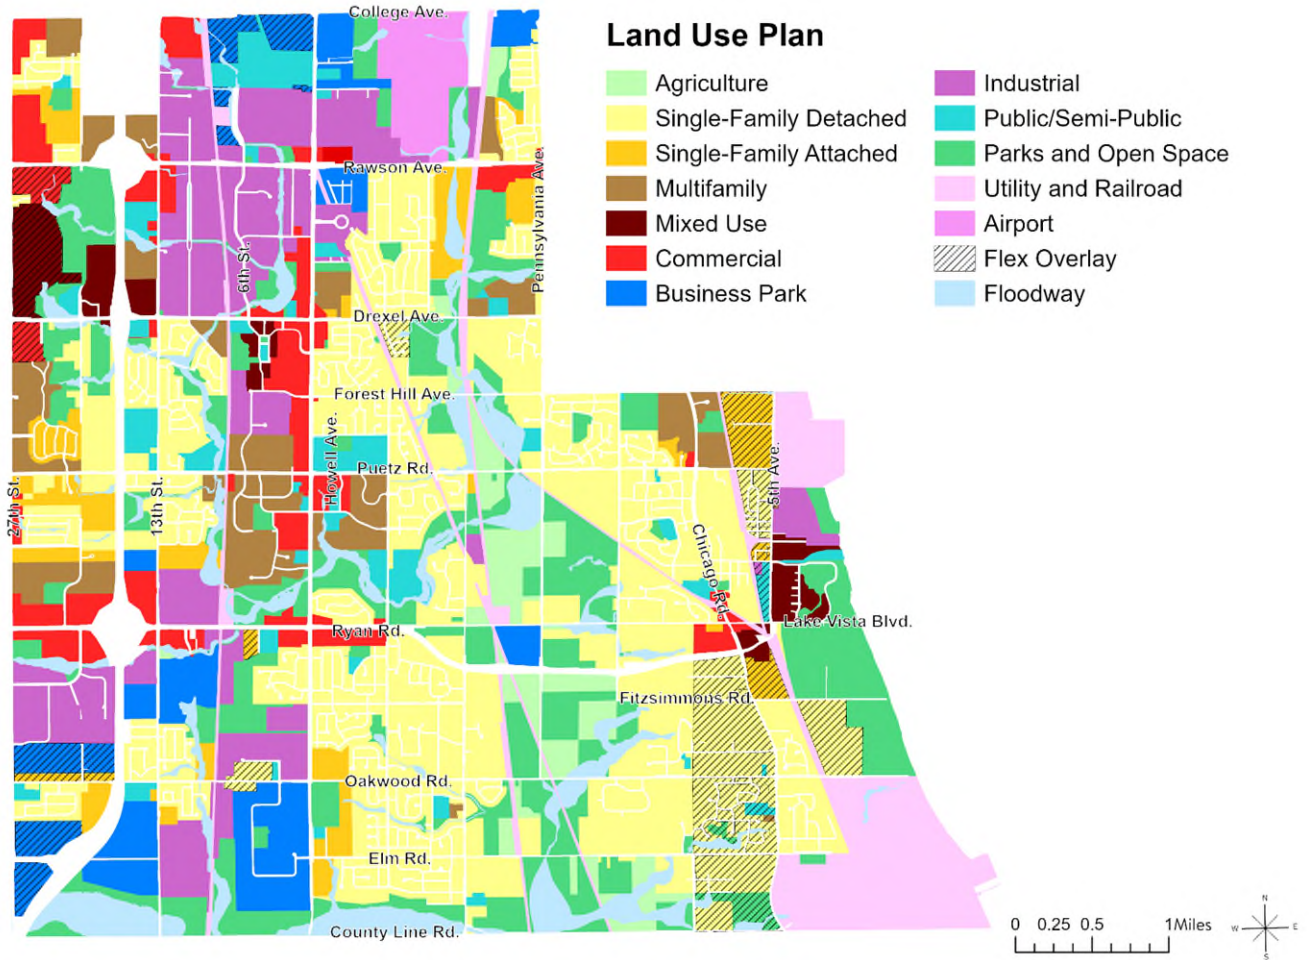 College Ave.
Land Use Plan
Agriculture
Single-Family Detached
Single-Family Attached
Multifamily
Mixed Use
Commercial
Business Park
Industrial
Public/Semi-Public
Parks and Open Space
Utility and Railroad
Airport
Flex Overlay
Floodway
Rawson Ave.
Pennsylvania Ave.
6th St.
Drexel Ave.
Forest Hill Ave.
Howell Ave.
Puetz Rd.
27th St.
13th St.
5th Ave.
Chicago Rd.
Lake Vista Blvd.
Ryan Rd.
Fitzsimmons Rd.
Oakwood Rd.
Elm Rd.
County Line Rd.
0 0.25 0.5 1 Miles
N
W E
S